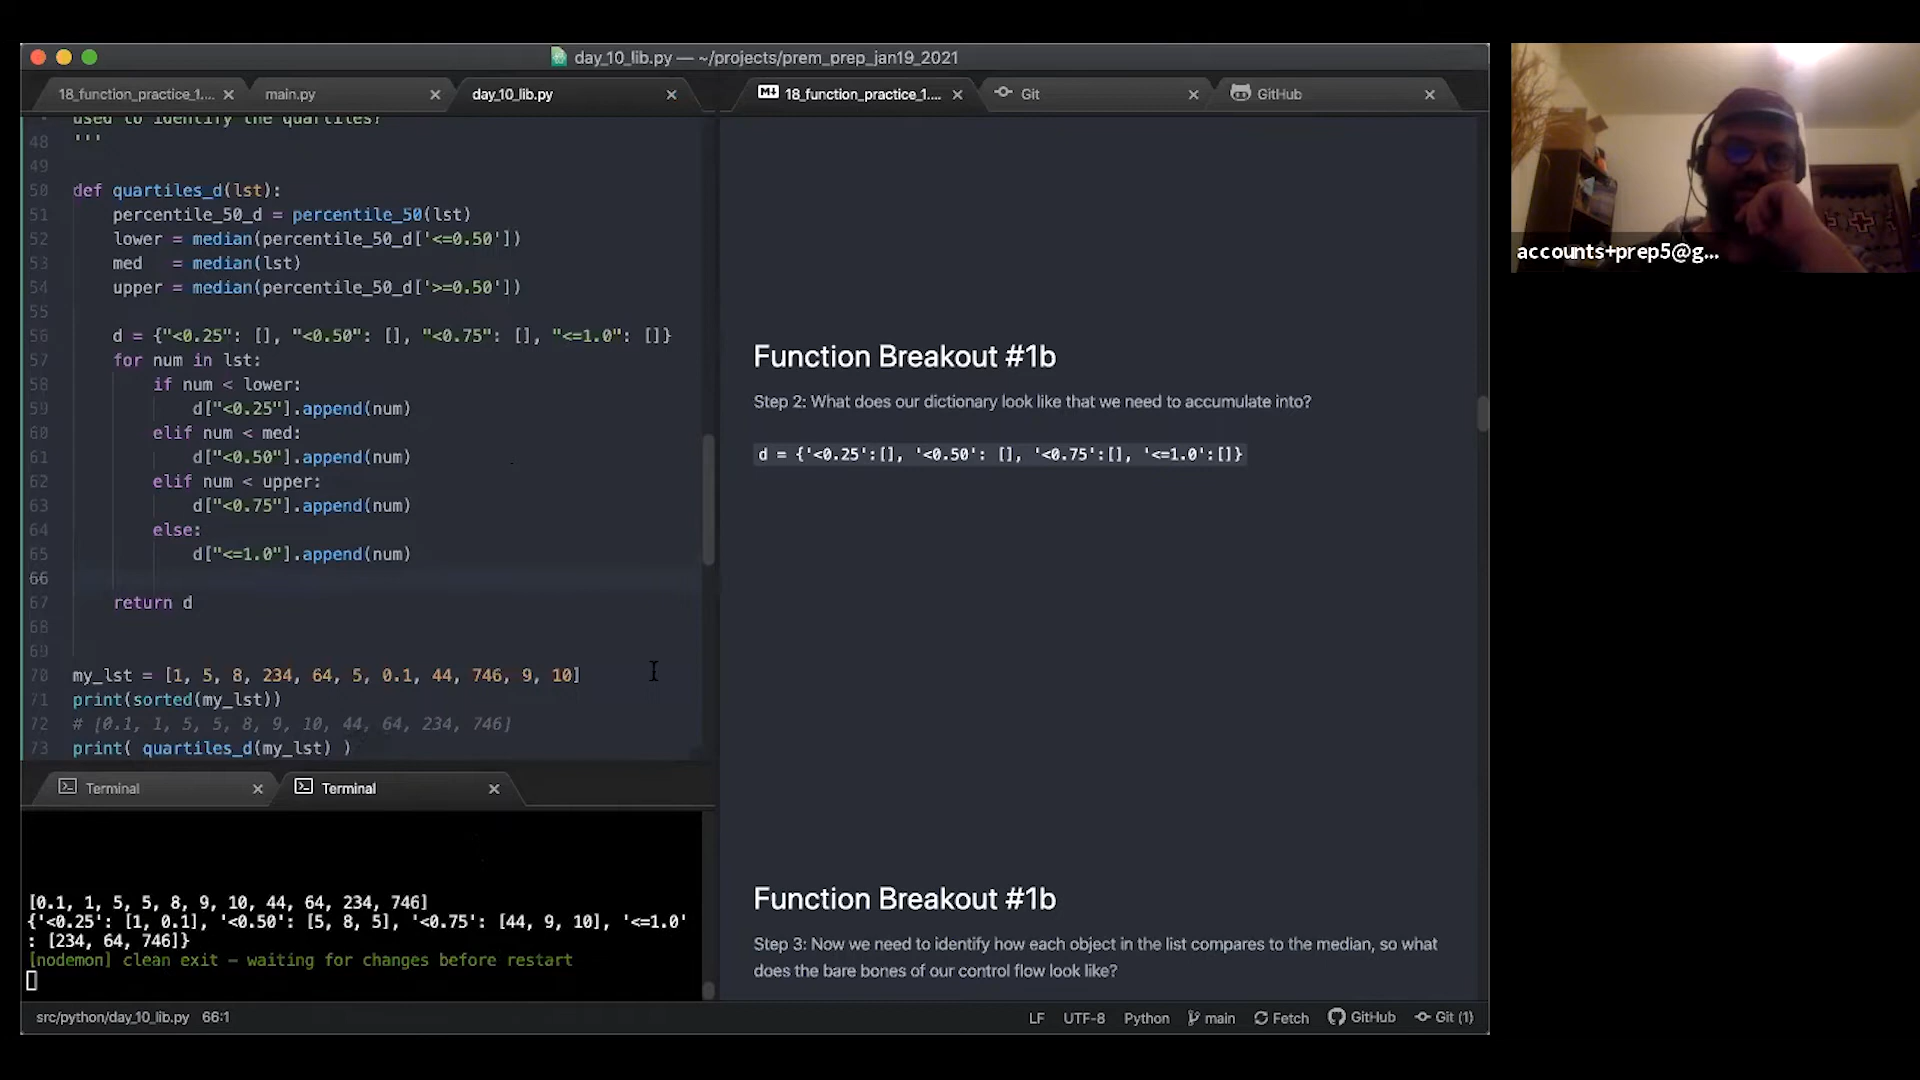 day_10_lib.py — ~/projects/prem_prep_jan19_2021
18_function_practice_1....
main.py
day_10_lib.py
18_function_practice_1....
Git
GitHub
used to identify the quartiles?
48 '''
49
50 def quartiles_d(lst):
51 percentile_50_d = percentile_50(lst)
52 lower = median(percentile_50_d['<=0.50'])
53 med   = median(lst)
54 upper = median(percentile_50_d['>=0.50'])
55
56 d = {"<0.25": [], "<0.50": [], "<0.75": [], "<=1.0": []}
57 for num in lst:
58 if num < lower:
59 d["<0.25"].append(num)
60 elif num < med:
61 d["<0.50"].append(num)
62 elif num < upper:
63 d["<0.75"].append(num)
64 else:
65 d["<=1.0"].append(num)
66
67 return d
68
69
70 my_lst = [1, 5, 8, 234, 64, 5, 0.1, 44, 746, 9, 10]
71 print(sorted(my_lst))
72 # [0.1, 1, 5, 5, 8, 9, 10, 44, 64, 234, 746]
73 print( quartiles_d(my_lst) )
Terminal
Terminal
[0.1, 1, 5, 5, 8, 9, 10, 44, 64, 234, 746]
{'<0.25': [1, 0.1], '<0.50': [5, 8, 5], '<0.75': [44, 9, 10], '<=1.0'
: [234, 64, 746]}
[nodemon] clean exit – waiting for changes before restart
Function Breakout #1b
Step 2: What does our dictionary look like that we need to accumulate into?
d = {'<0.25':[], '<0.50': [], '<0.75':[], '<=1.0':[]}
Function Breakout #1b
Step 3: Now we need to identify how each object in the list compares to the median, so what
does the bare bones of our control flow look like?
src/python/day_10_lib.py 66:1
LF UTF-8 Python main Fetch GitHub Git (1)
accounts+prep5@g...